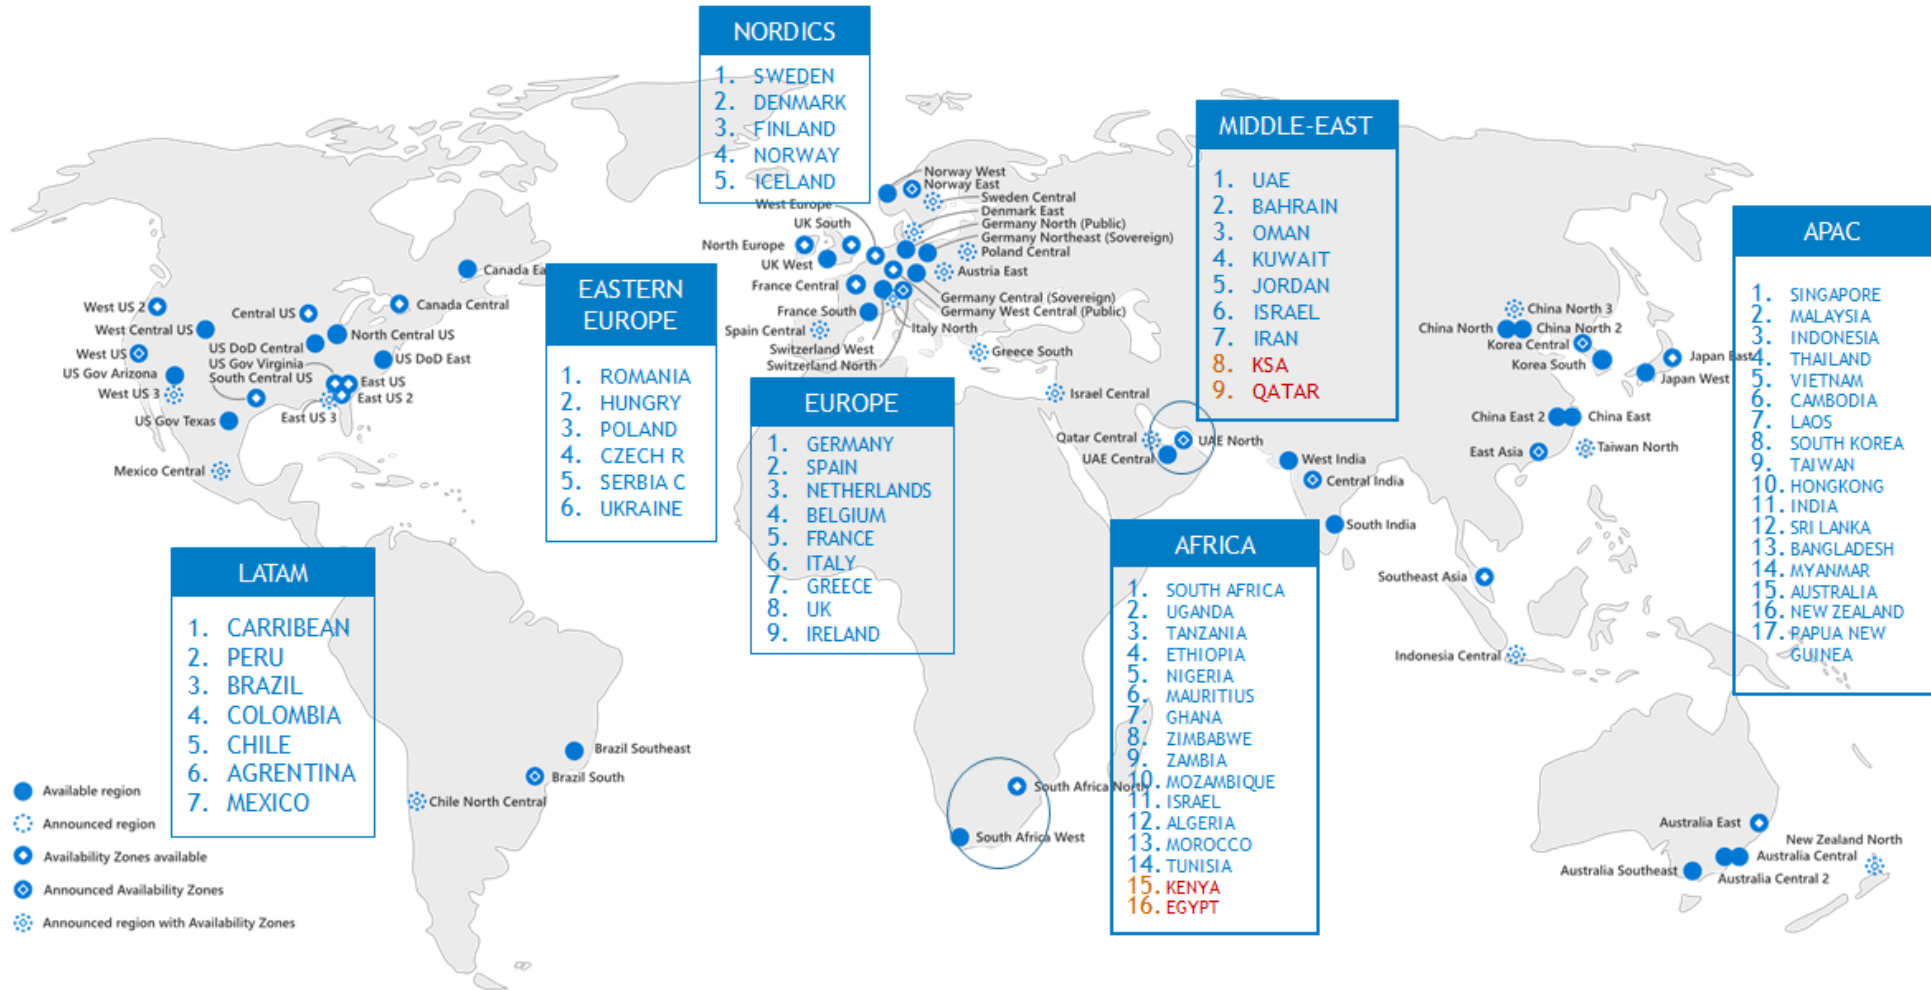 NORDICS
1. SWEDEN
2. DENMARK
3. FINLAND
4. NORWAY
5. ICELAND
MIDDLE-EAST
1. UAE
2. BAHRAIN
3. OMAN
4. KUWAIT
5. JORDAN
6. ISRAEL
7. IRAN
8. KSA
9. QATAR
APAC
1. SINGAPORE
2. MALAYSIA
3. INDONESIA
4. THAILAND
5. VIETNAM
6. CAMBODIA
7. LAOS
8. SOUTH KOREA
9. TAIWAN
10. HONGKONG
11. INDIA
12. SRI LANKA
13. BANGLADESH
14. MYANMAR
15. AUSTRALIA
16. NEW ZEALAND
17. PAPUA NEW
GUINEA
EASTERN
EUROPE
1. ROMANIA
2. HUNGRY
3. POLAND
4. CZECH R
5. SERBIA C
6. UKRAINE
EUROPE
1. GERMANY
2. SPAIN
3. NETHERLANDS
4. BELGIUM
5. FRANCE
6. ITALY
7. GREECE
8. UK
9. IRELAND
AFRICA
1. SOUTH AFRICA
2. UGANDA
3. TANZANIA
4. ETHIOPIA
5. NIGERIA
6. MAURITIUS
7. GHANA
8. ZIMBABWE
9. ZAMBIA
10. MOZAMBIQUE
11. ISRAEL
12. ALGERIA
13. MOROCCO
14. TUNISIA
15. KENYA
16. EGYPT
LATAM
1. CARRIBEAN
2. PERU
3. BRAZIL
4. COLOMBIA
5. CHILE
6. AGRENTINA
7. MEXICO
Canada Ea
Canada Central
West US 2
Central US
West Central US
North Central US
US DoD Central
West US
US DoD East
US Gov Virginia
US Gov Arizona
South Central US
East US
West US 3
East US 2
East US 3
US Gov Texas
Mexico Central
Norway West
Norway East
Sweden Central
West Europe
Denmark East
UK South
Germany North (Public)
Germany Northeast (Sovereign)
North Europe
Poland Central
UK West
Austria East
France Central
Germany Central (Sovereign)
Germany West Central (Public)
France South
Italy North
Spain Central
Switzerland West
Greece South
Switzerland North
Israel Central
Qatar Central
UAE North
UAE Central
West India
Central India
South India
China North 3
China North
China North 2
Korea Central
Korea South
Japan East
Japan West
China East 2
China East
East Asia
Taiwan North
Southeast Asia
Indonesia Central
Brazil Southeast
Brazil South
Chile North Central
South Africa North
South Africa West
Australia East
New Zealand North
Australia Central
Australia Southeast
Australia Central 2
Available region
Announced region
Availability Zones available
Announced Availability Zones
Announced region with Availability Zones